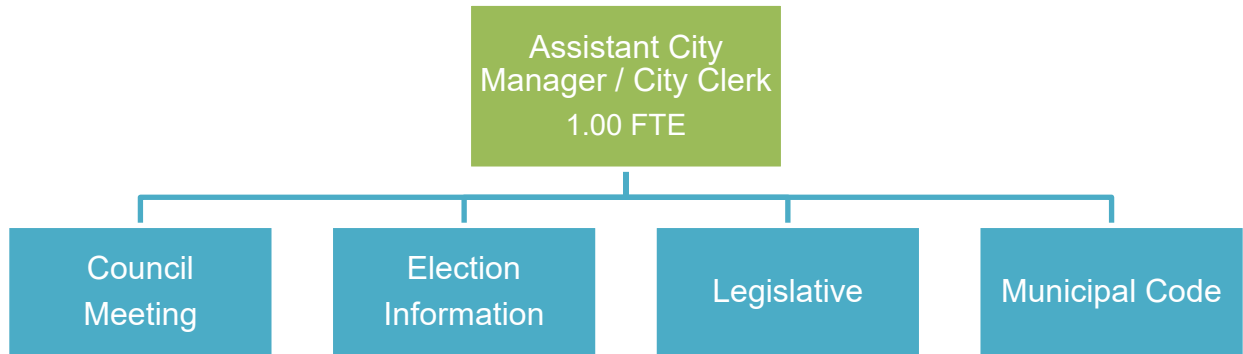 Assistant City
Manager / City Clerk
1.00 FTE
Council
Meeting
Election
Information
Legislative
Municipal Code